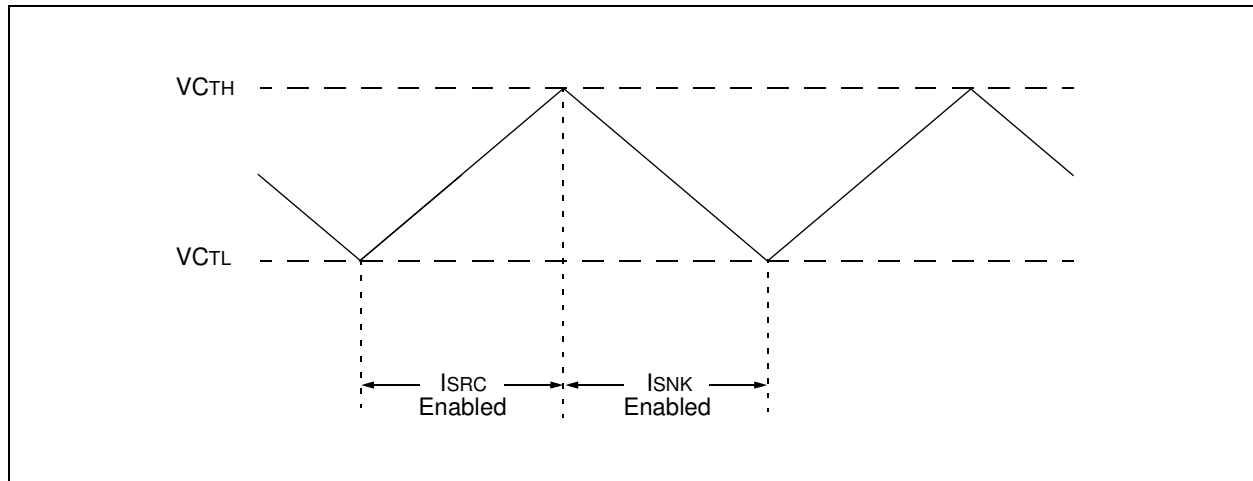 VCTH
VCTL
ISRC
Enabled
ISNK
Enabled